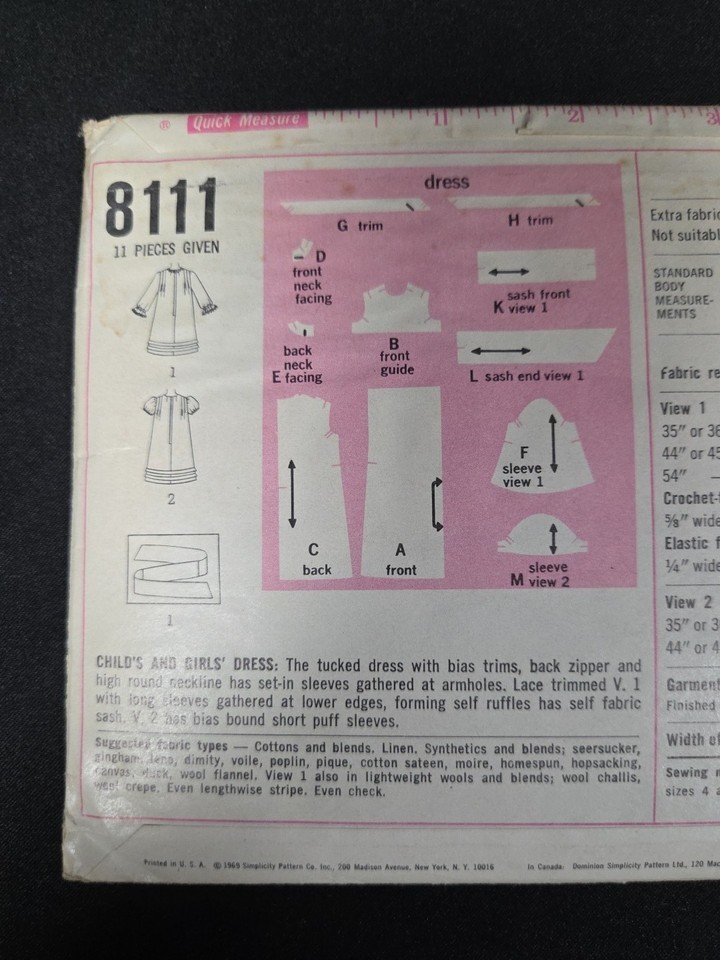 ® Quick Measure 1 2 3
8111
11 PIECES GIVEN
1
2
1
dress
G trim
H trim
D
front
neck
facing
K sash front
view 1
back
neck
E facing
B
front
guide
L sash end view 1
F
sleeve
view 1
C
back
A
front
sleeve
M view 2
CHILD'S AND GIRLS' DRESS: The tucked dress with bias trims, back zipper and
high round neckline has set-in sleeves gathered at armholes. Lace trimmed V. 1
with long sleeves gathered at lower edges, forming self ruffles has self fabric
sash. V. 2 has bias bound short puff sleeves.
Suggested fabric types — Cottons and blends. Linen. Synthetics and blends; seersucker,
gingham, leno, dimity, voile, poplin, pique, cotton sateen, moire, homespun, hopsacking,
canvas, duck, wool flannel. View 1 also in lightweight wools and blends; wool challis,
wool crepe. Even lengthwise stripe. Even check.
Extra fabric
Not suitabl
STANDARD
BODY
MEASURE-
MENTS
Fabric re
View 1
35" or 36
44" or 45
54" —
Crochet-
⅝" wide
Elastic f
¼" wide
View 2
35" or 3
44" or 4
Garment
Finished
Width of
Sewing n
sizes 4 a
Printed in U. S. A. © 1969 Simplicity Pattern Co. Inc., 200 Madison Avenue, New York, N. Y. 10016 In Canada: Dominion Simplicity Pattern Ltd., 120 Mac